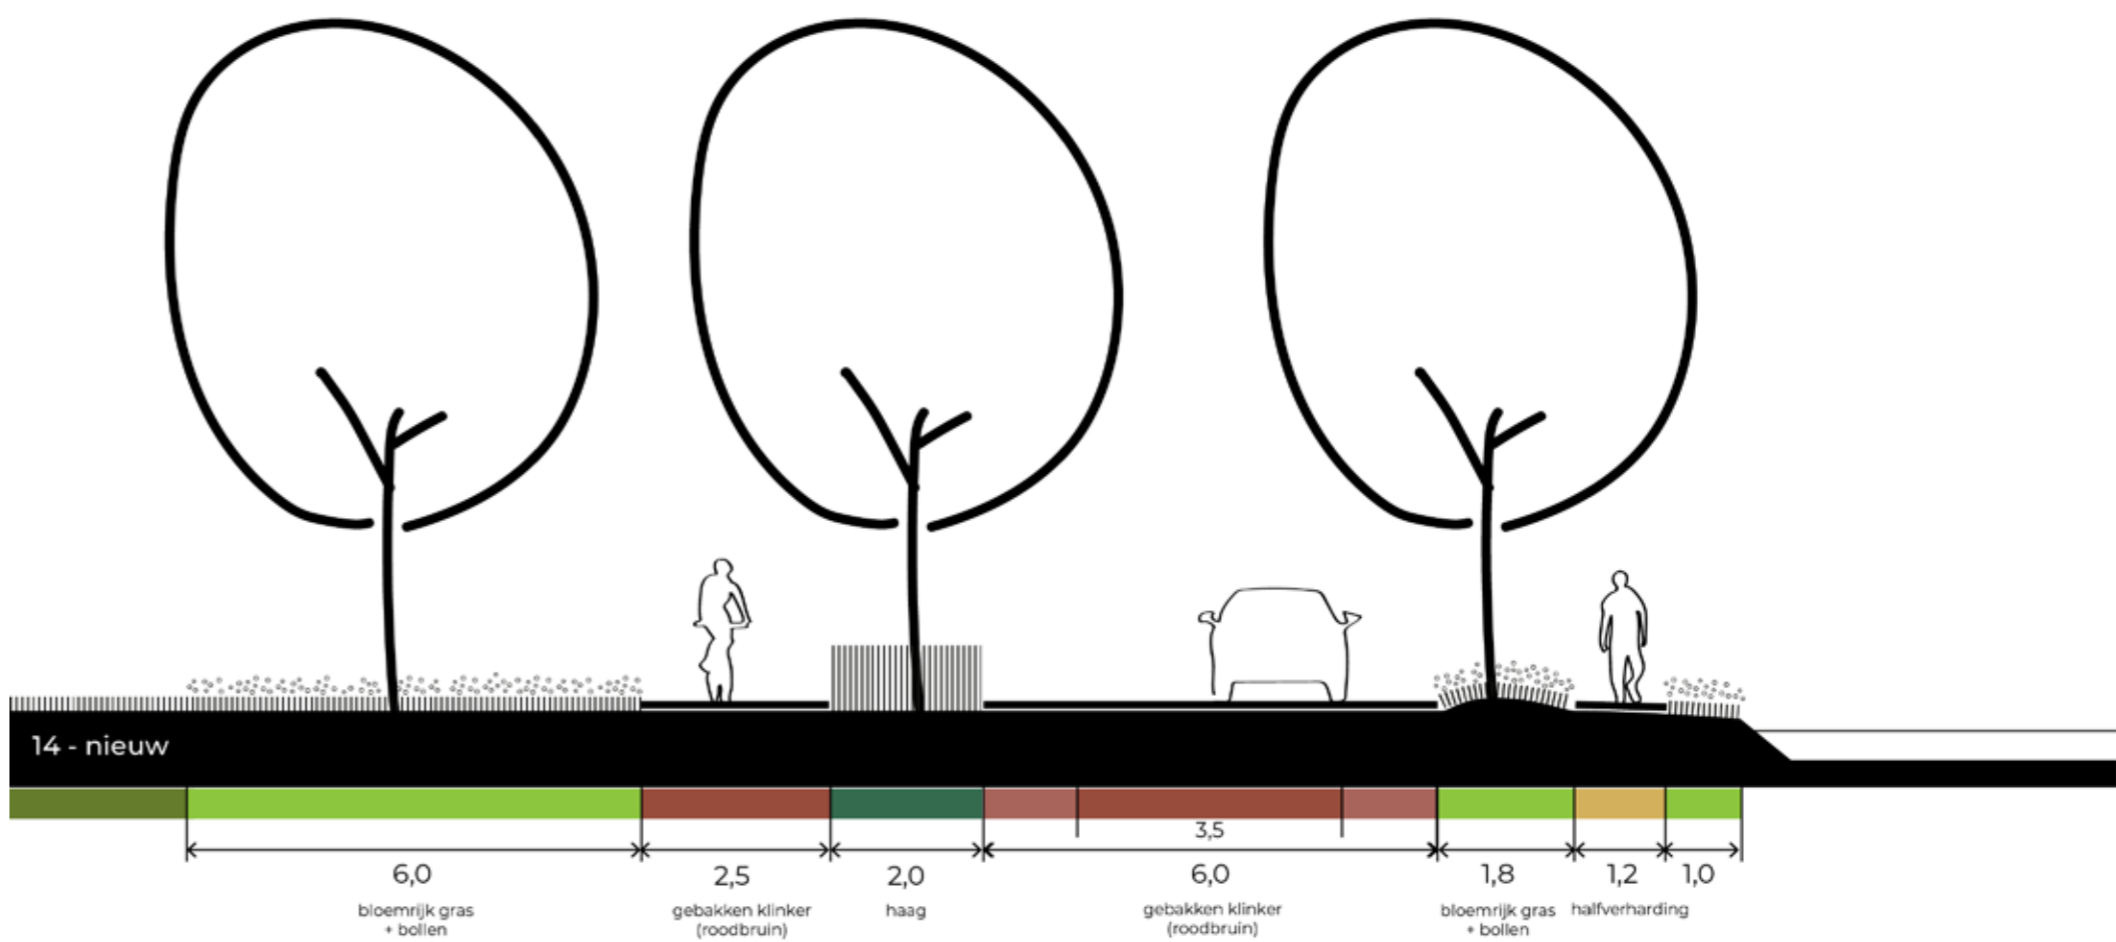 14 - nieuw
3,5
6,0
2,5
2,0
6,0
1,8
1,2
1,0
bloemrijk gras
+ bollen
gebakken klinker
(roodbruin)
haag
gebakken klinker
(roodbruin)
bloemrijk gras
+ bollen
halfverharding